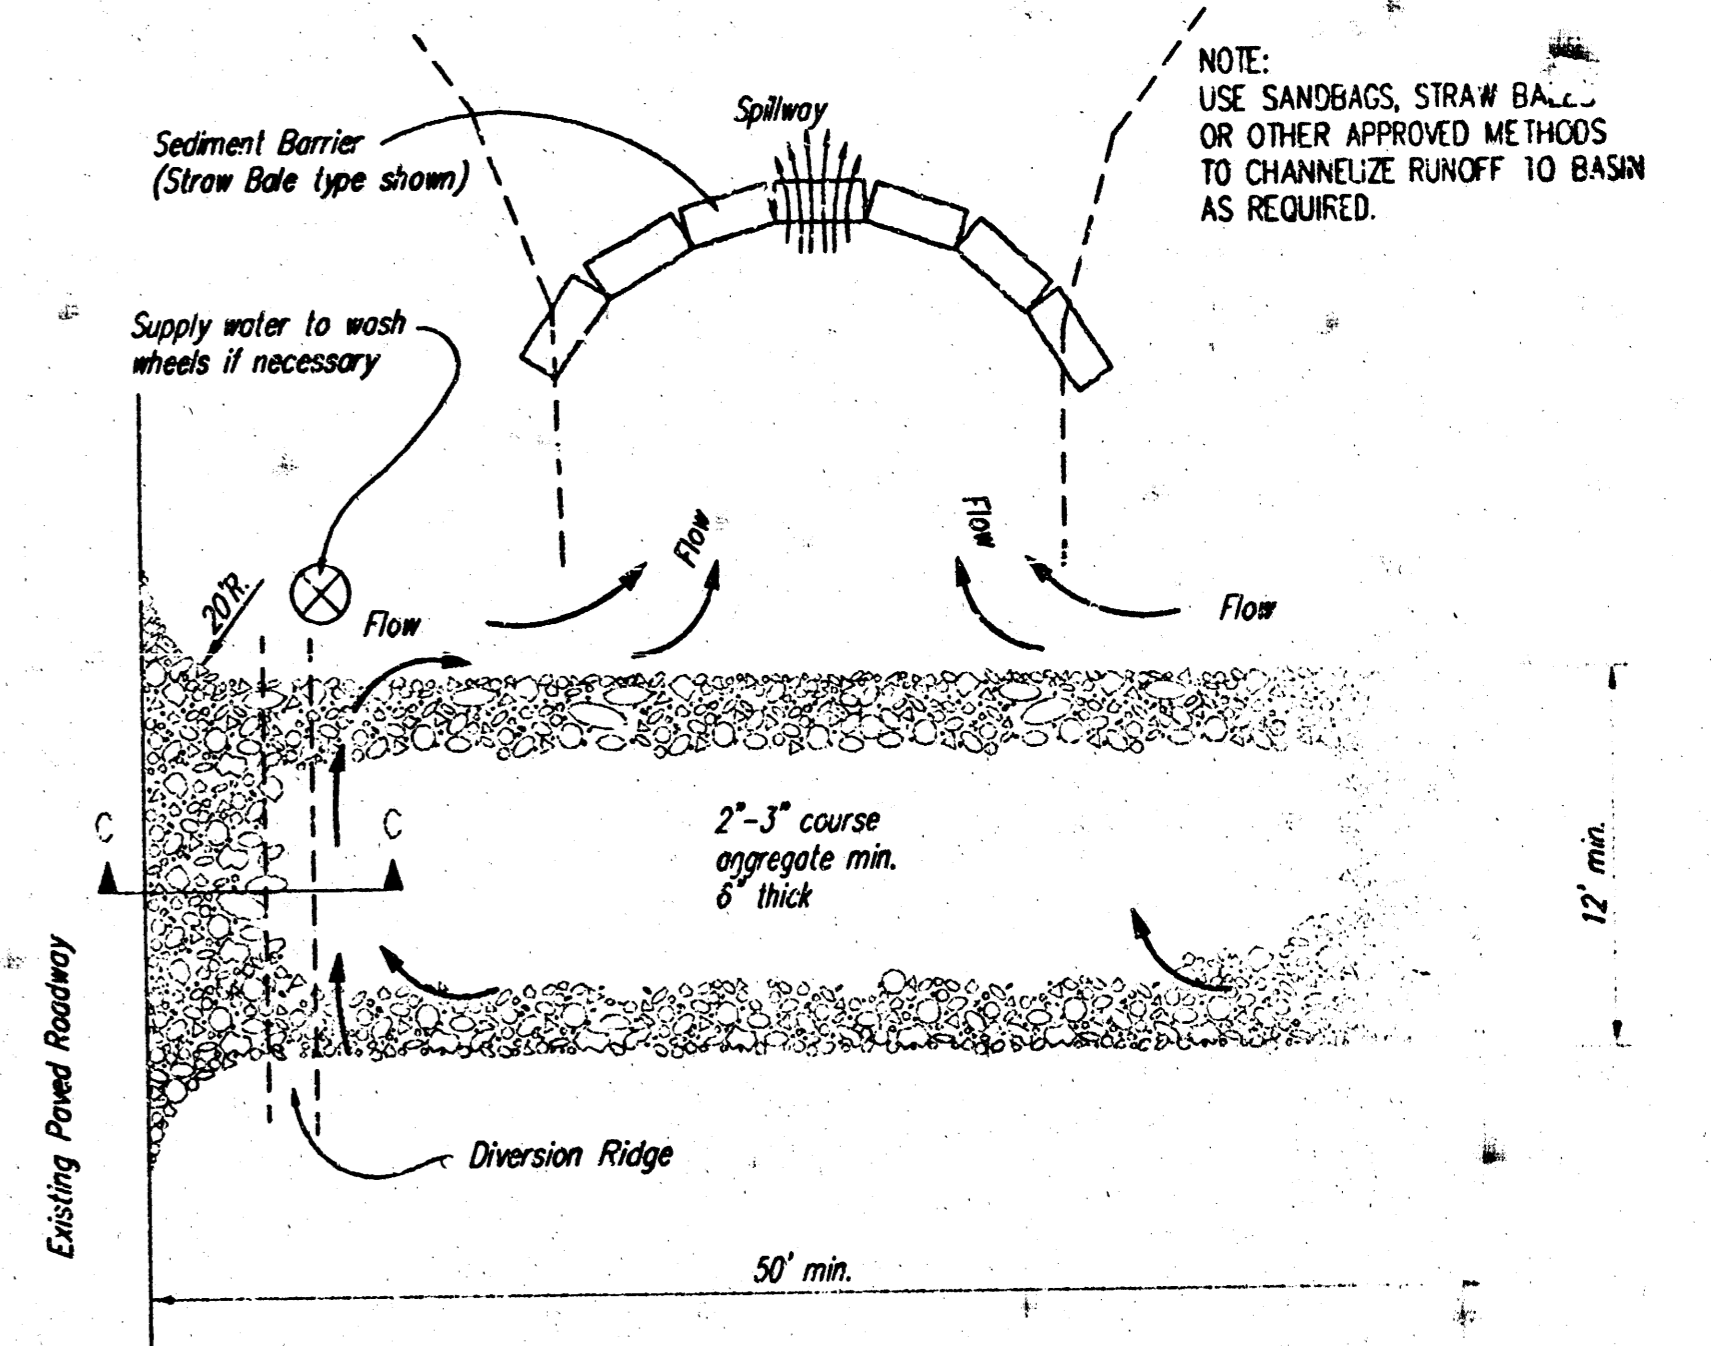 NOTE:
USE SANDBAGS, STRAW
OR OTHER APPROVED METHODS
TO CHANNELIZE RUNOFF TO BASIN
AS REQUIRED.
Spillway
Sediment Barrier
(Straw Bale type shown)
Supply water to wash
wheels if necessary
20'R.
Flow
Flow
Flow
Flow
C
C
2"-3" course
aggregate min.
6" thick
12' min.
Existing Paved Roadway
Diversion Ridge
50' min.